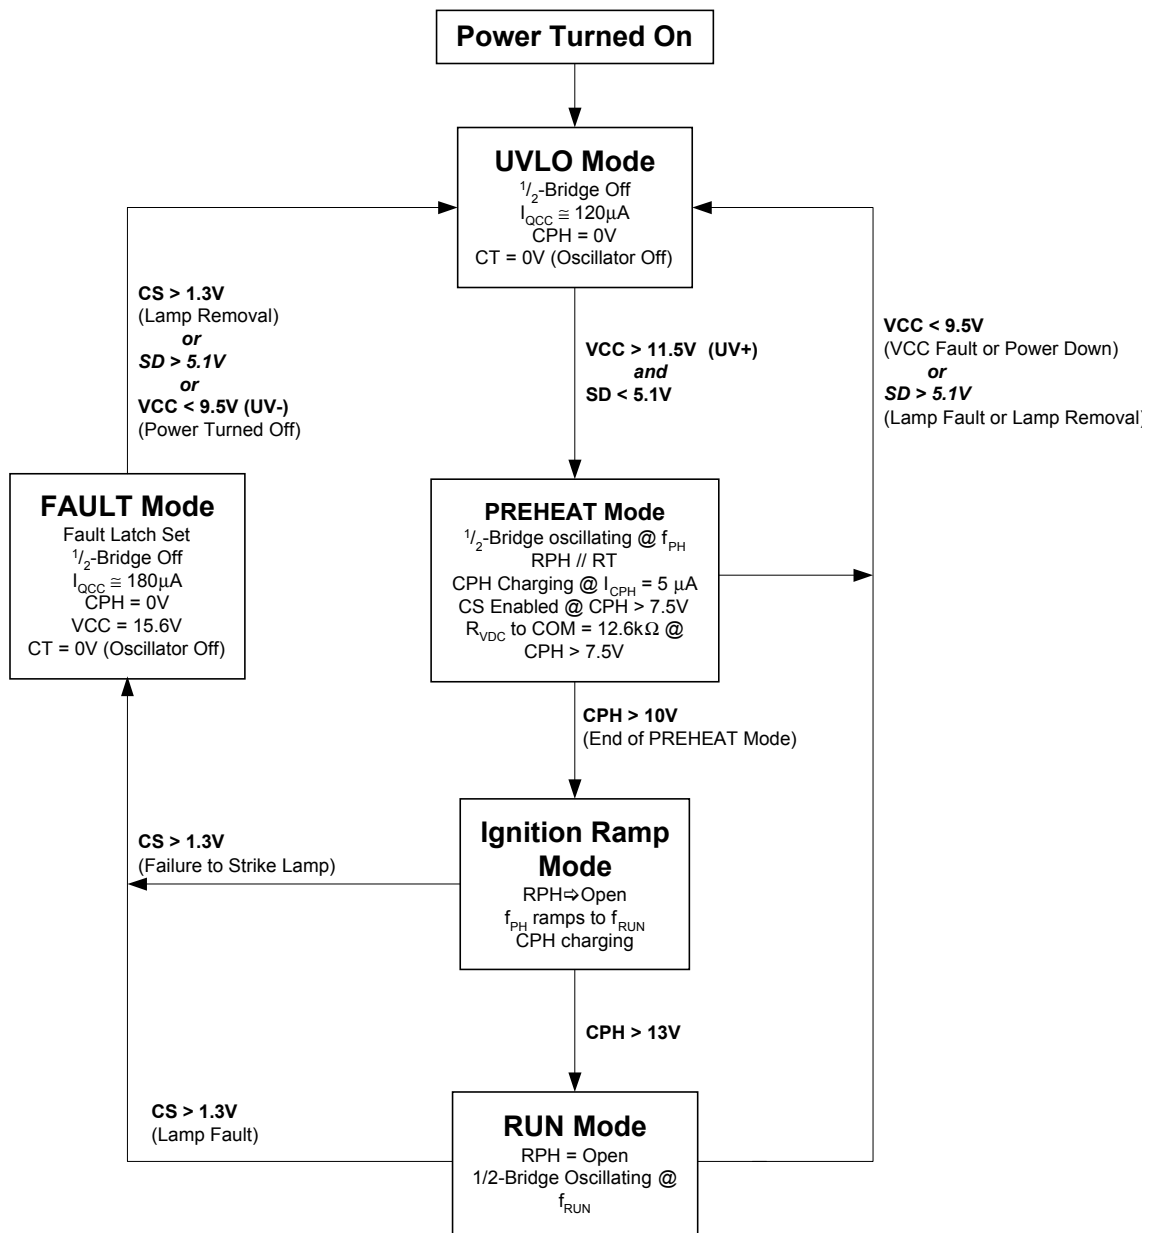 Power Turned On
UVLO Mode
1/2-Bridge Off
IQCC ≅ 120μA
CPH = 0V
CT = 0V (Oscillator Off)
CS > 1.3V
(Lamp Removal)
or
SD > 5.1V
or
VCC < 9.5V (UV-)
(Power Turned Off)
VCC > 11.5V (UV+)
and
SD < 5.1V
VCC < 9.5V
(VCC Fault or Power Down)
or
SD > 5.1V
(Lamp Fault or Lamp Removal)
FAULT Mode
Fault Latch Set
1/2-Bridge Off
IQCC ≅ 180μA
CPH = 0V
VCC = 15.6V
CT = 0V (Oscillator Off)
PREHEAT Mode
1/2-Bridge oscillating @ fPH
RPH // RT
CPH Charging @ ICPH = 5 μA
CS Enabled @ CPH > 7.5V
RVDC to COM = 12.6kΩ @
CPH > 7.5V
CPH > 10V
(End of PREHEAT Mode)
Ignition Ramp
Mode
RPH⇨Open
fPH ramps to fRUN
CPH charging
CS > 1.3V
(Failure to Strike Lamp)
CPH > 13V
CS > 1.3V
(Lamp Fault)
RUN Mode
RPH = Open
1/2-Bridge Oscillating @
fRUN